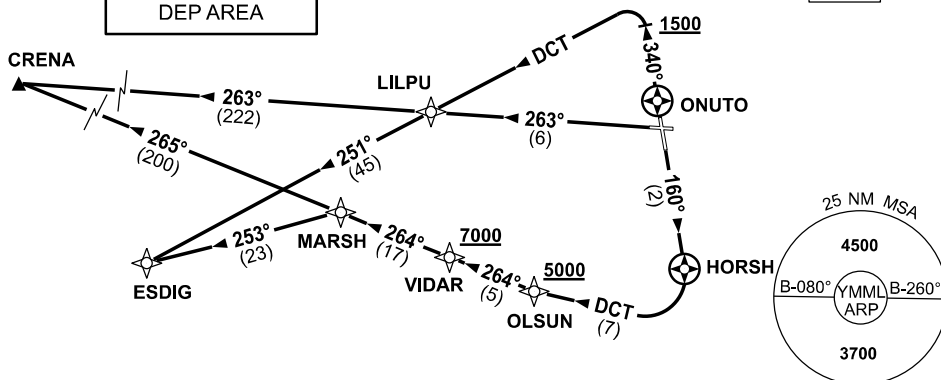 DEP AREA
CRENA
LILPU
DCT
1500
340°
ONUTO
263°
(222)
263°
(6)
265°
(200)
251°
(45)
160°
(2)
25 NM MSA
4500
B-080°
YMML
ARP
B-260°
3700
MARSH
253°
(23)
264°
(17)
7000
ESDIG
VIDAR
264°
(5)
5000
HORSH
OLSUN
DCT
(7)